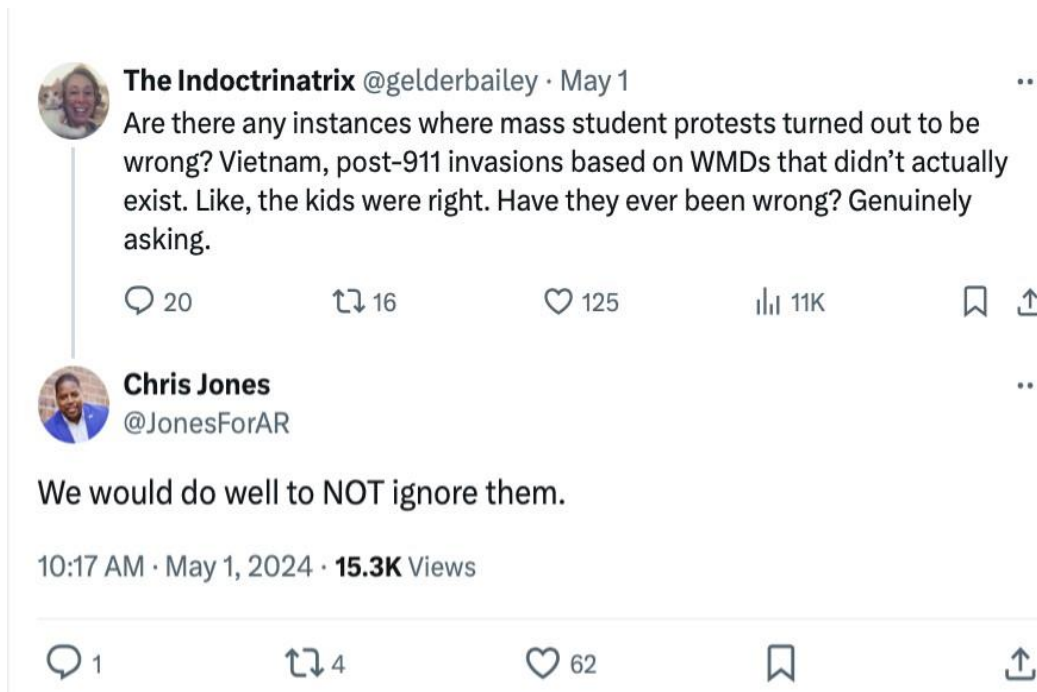 The Indoctrinatrix @gelderbailey · May 1
Are there any instances where mass student protests turned out to be
wrong? Vietnam, post-911 invasions based on WMDs that didn’t actually
exist. Like, the kids were right. Have they ever been wrong? Genuinely
asking.
20 16 125 11K
Chris Jones
@JonesForAR
We would do well to NOT ignore them.
10:17 AM · May 1, 2024 · 15.3K Views
1 4 62